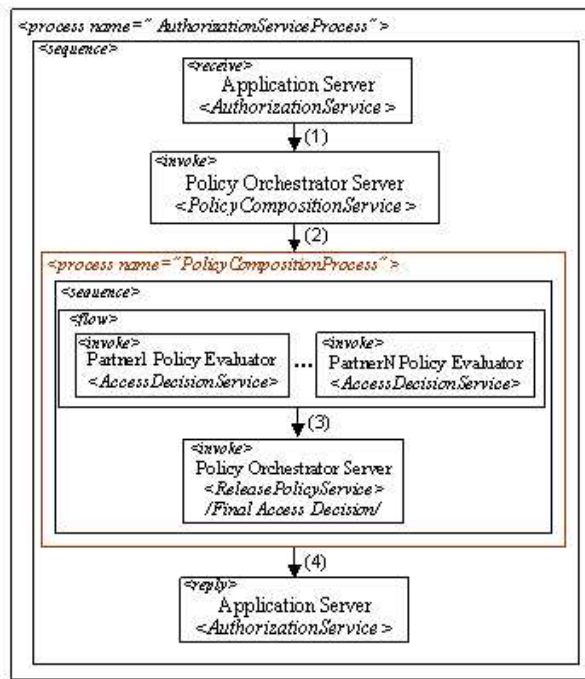 <process name="AuthorizationServiceProcess">
<sequence>
<receive>
Application Server
<AuthorizationService>
(1)
<invoke>
Policy Orchestrator Server
<PolicyCompositionService>
(2)
<process name="PolicyCompositionProcess">
<sequence>
<flow>
<invoke>
Partner1 Policy Evaluator
<AccessDecisionService>
...
<invoke>
PartnerN Policy Evaluator
<AccessDecisionService>
(3)
<invoke>
Policy Orchestrator Server
<ReleasePolicyService>
/Final Access Decision/
(4)
<reply>
Application Server
<AuthorizationService>